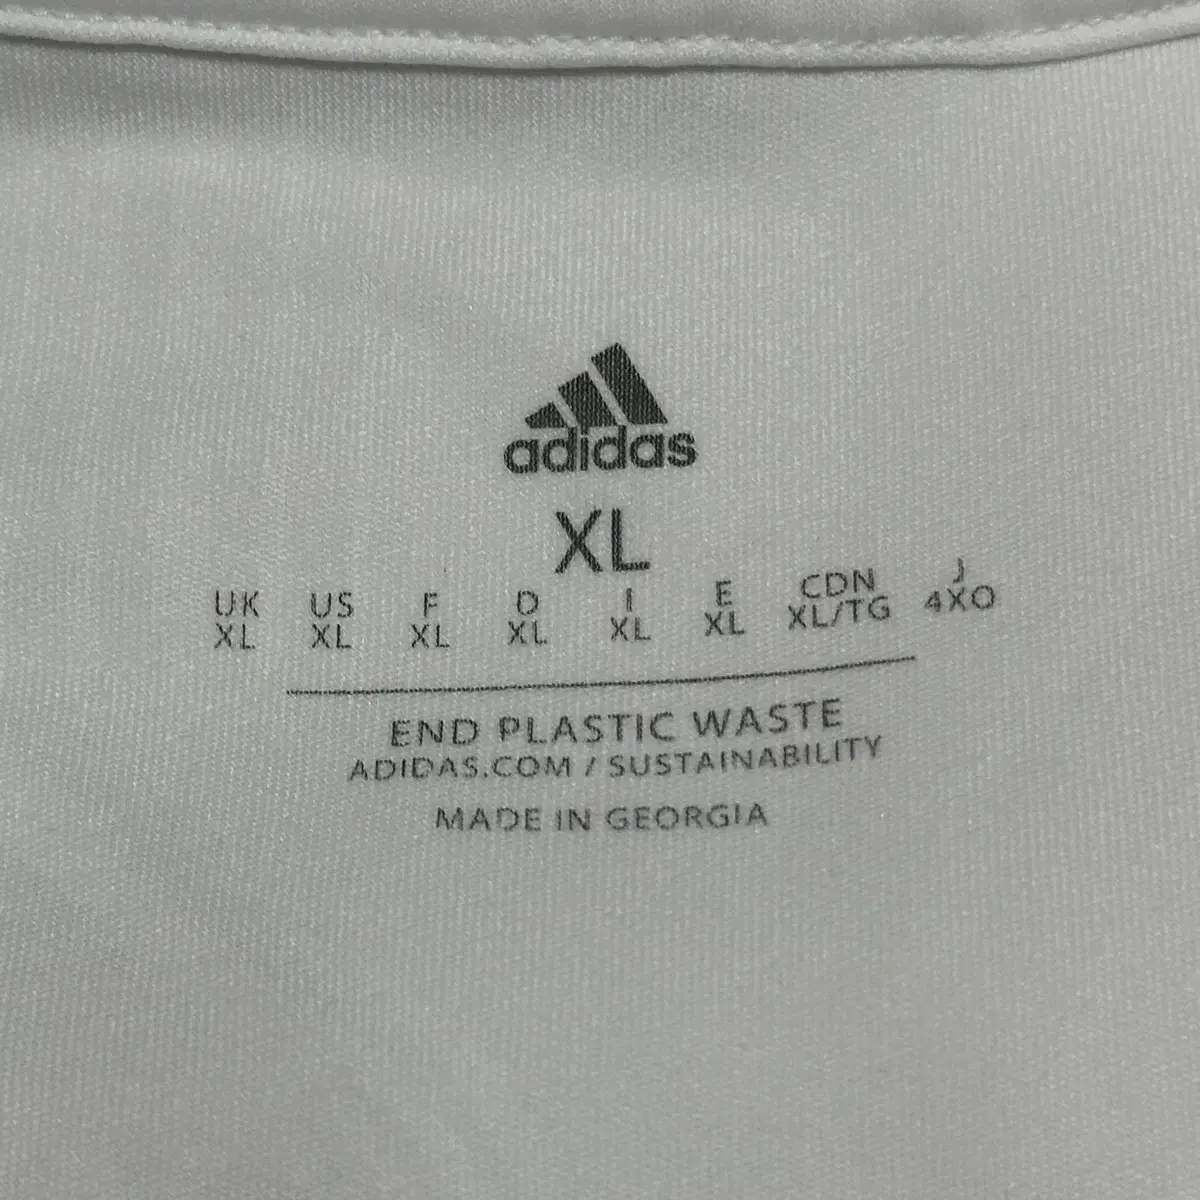 adidas
XL
UK US F D I E CDN J
XL XL XL XL XL XL XL/TG 4XO
END PLASTIC WASTE
ADIDAS.COM / SUSTAINABILITY
MADE IN GEORGIA